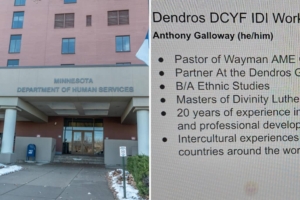 MINNESOTA
DEPARTMENT OF HUMAN SERVICES
Dendros DCYF IDI Work
Anthony Galloway (he/him)
Pastor of Wayman AME
Partner At the Dendros G
B/A Ethnic Studies
Masters of Divinity Luthe
20 years of experience in
and professional develop
Intercultural experiences
countries around the wor